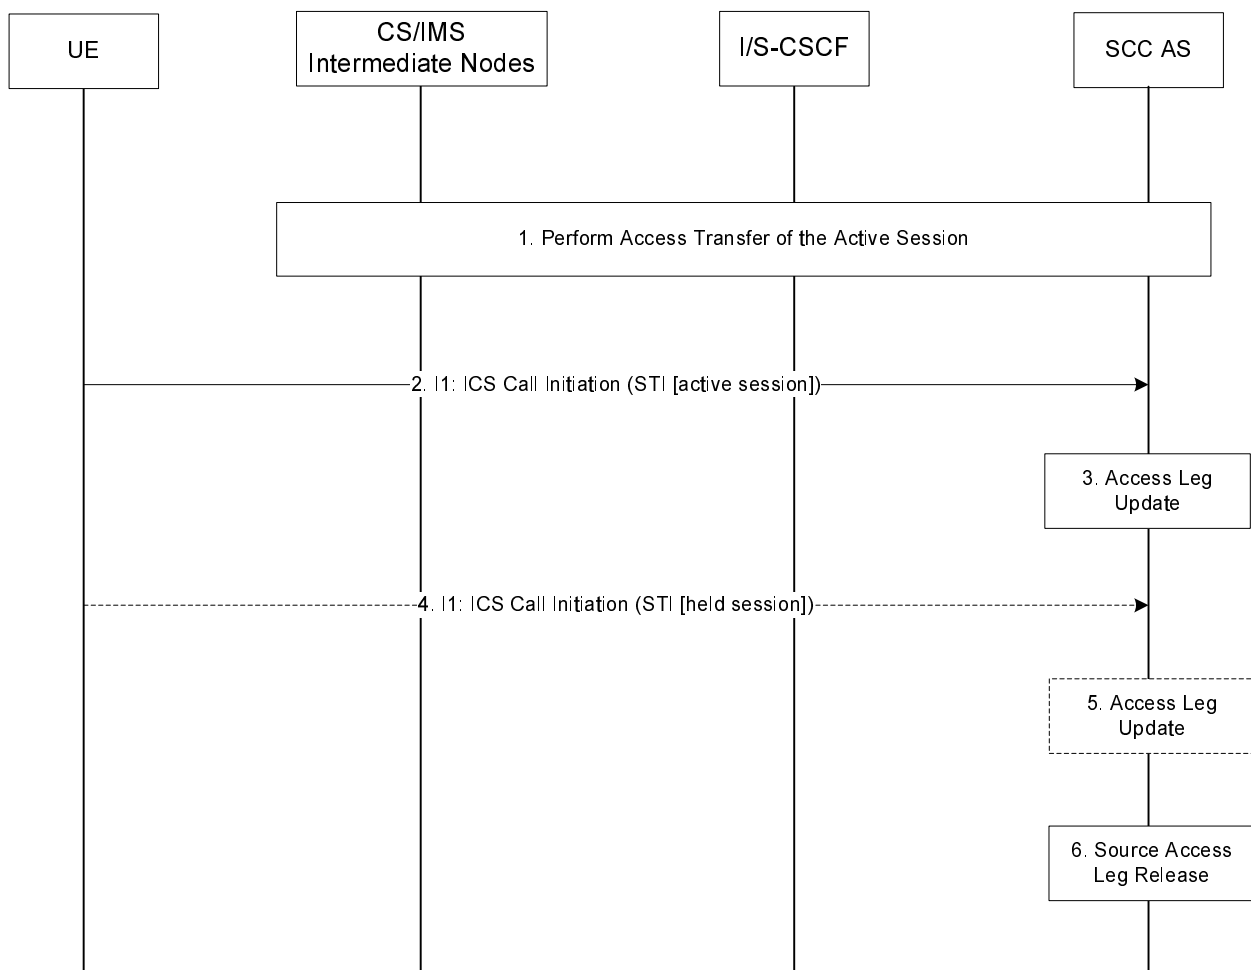 UE
CS/IMS
Intermediate Nodes
I/S-CSCF
SCC AS
1. Perform Access Transfer of the Active Session
2. I1: ICS Call Initiation (STI [active session])
3. Access Leg
Update
4. I1: ICS Call Initiation (STI [held session])
5. Access Leg
Update
6. Source Access
Leg Release